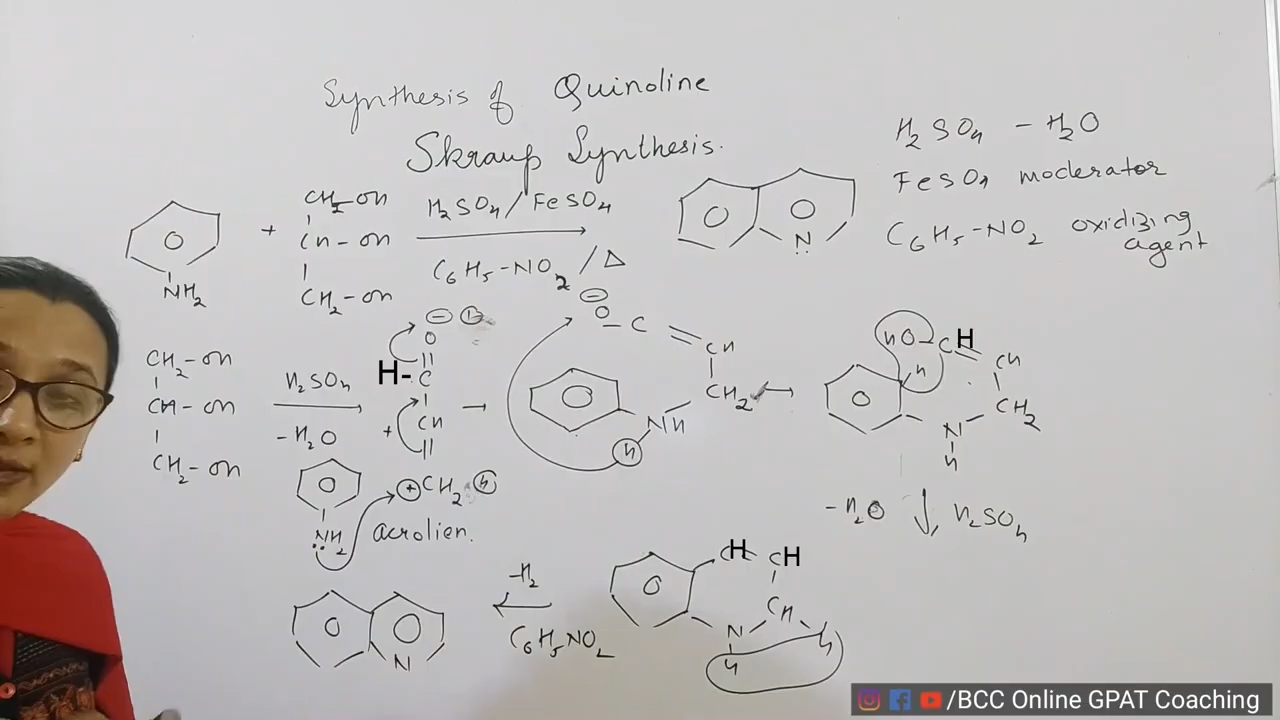 Synthesis of Quinoline
Skraup Synthesis.
H2SO4 - H2O
FeSO4 moderator
C6H5-NO2 oxidizing
agent
CH2-OH
H2SO4/FeSO4
+
CH-OH
C6H5-NO2/Δ
NH2
CH2-OH
N
CH2-OH
CH-OH
CH2-OH
H2SO4
-H2O
O
H-C
CH
+CH2
NH2
acrolien.
O-C
CH
CH2
NH
H
HO-CH
H
CH
CH2
N
H
-H2O
H2SO4
CH
CH
CH
H
N
H
-H2
C6H5NO2
N
/BCC Online GPAT Coaching